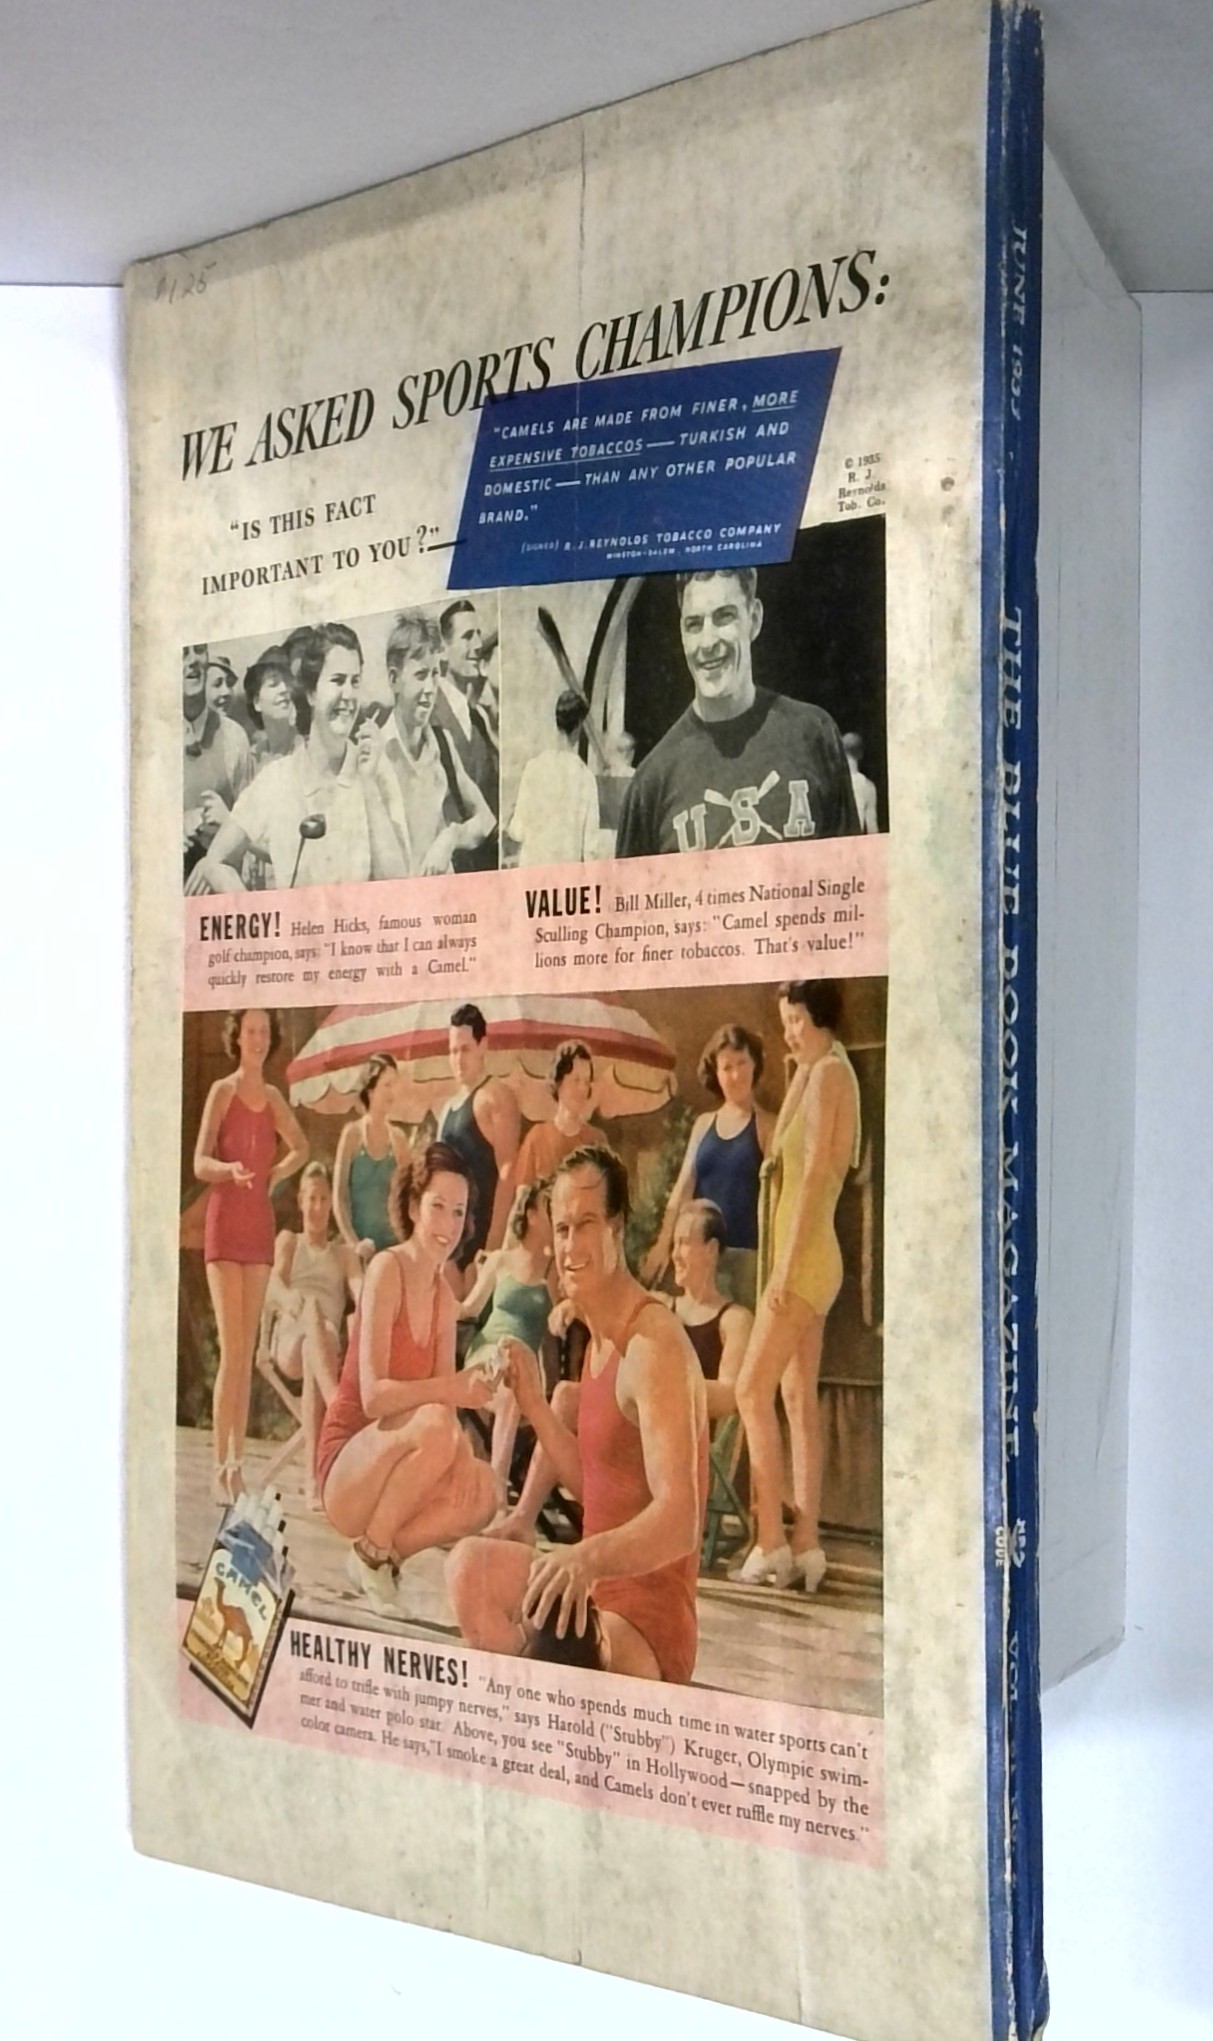 $1.25
WE ASKED SPORTS CHAMPIONS:
"IS THIS FACT
IMPORTANT TO YOU?"—
"CAMELS ARE MADE FROM FINER, MORE
EXPENSIVE TOBACCOS — TURKISH AND
DOMESTIC — THAN ANY OTHER POPULAR
BRAND."
(SIGNED) R. J. REYNOLDS TOBACCO COMPANY
WINSTON-SALEM, NORTH CAROLINA
© 1935
R. J.
Reynolds
Tob. Co.
USA
ENERGY! Helen Hicks, famous woman
golf champion, says: "I know that I can always
quickly restore my energy with a Camel."
VALUE! Bill Miller, 4 times National Single
Sculling Champion, says: "Camel spends mil-
lions more for finer tobaccos. That's value!"
CAMEL
HEALTHY NERVES! "Any one who spends much time in water sports can't
afford to trifle with jumpy nerves," says Harold ("Stubby") Kruger, Olympic swim-
mer and water polo star. Above, you see "Stubby" in Hollywood—snapped by the
color camera. He says, "I smoke a great deal, and Camels don't ever ruffle my nerves."
JUNE THE BLUE BOOK MAGAZINE
CODE